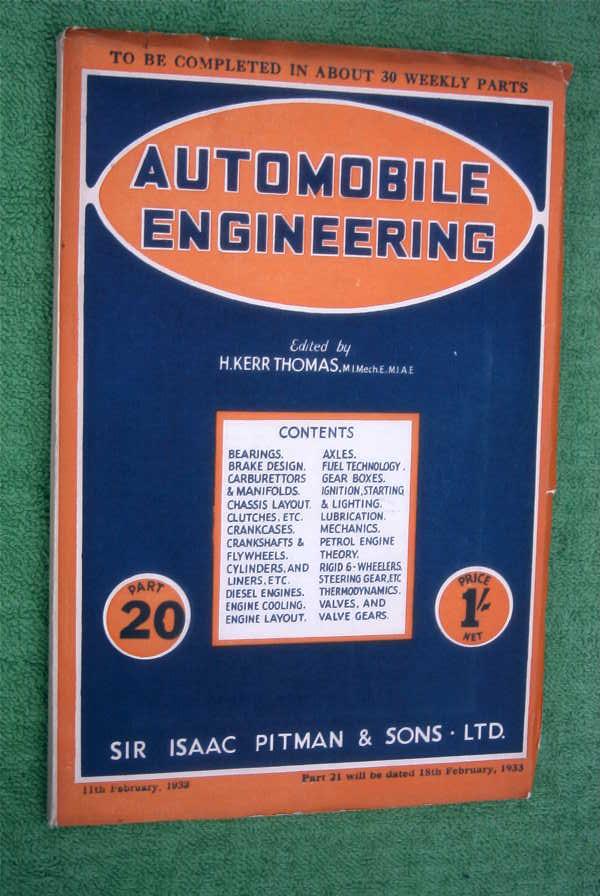 TO BE COMPLETED IN ABOUT 30 WEEKLY PARTS
AUTOMOBILE
ENGINEERING
Edited by
H. KERR THOMAS, M.I.Mech.E., M.I.A.E
CONTENTS
BEARINGS.
BRAKE DESIGN.
CARBURETTORS
& MANIFOLDS.
CHASSIS LAYOUT.
CLUTCHES, ETC.
CRANKCASES.
CRANKSHAFTS &
FLYWHEELS.
CYLINDERS, AND
LINERS, ETC.
DIESEL ENGINES.
ENGINE COOLING.
ENGINE LAYOUT.
AXLES.
FUEL TECHNOLOGY.
GEAR BOXES.
IGNITION, STARTING
& LIGHTING.
LUBRICATION.
MECHANICS.
PETROL ENGINE
THEORY.
RIGID 6-WHEELERS.
STEERING GEAR, ETC
THERMODYNAMICS.
VALVES, AND
VALVE GEARS.
PART
20
PRICE
1/-
NET
SIR ISAAC PITMAN & SONS · LTD.
11th February, 1933
Part 21 will be dated 18th February, 1933